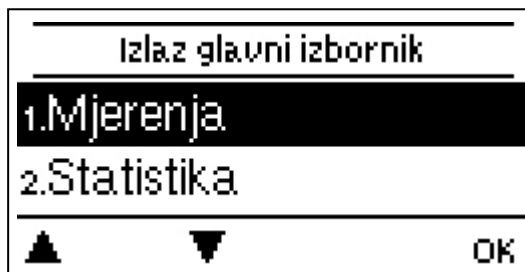 Izlaz glavni izbornik
1.Mjerenja
2.Statistika
▲ ▼ OK